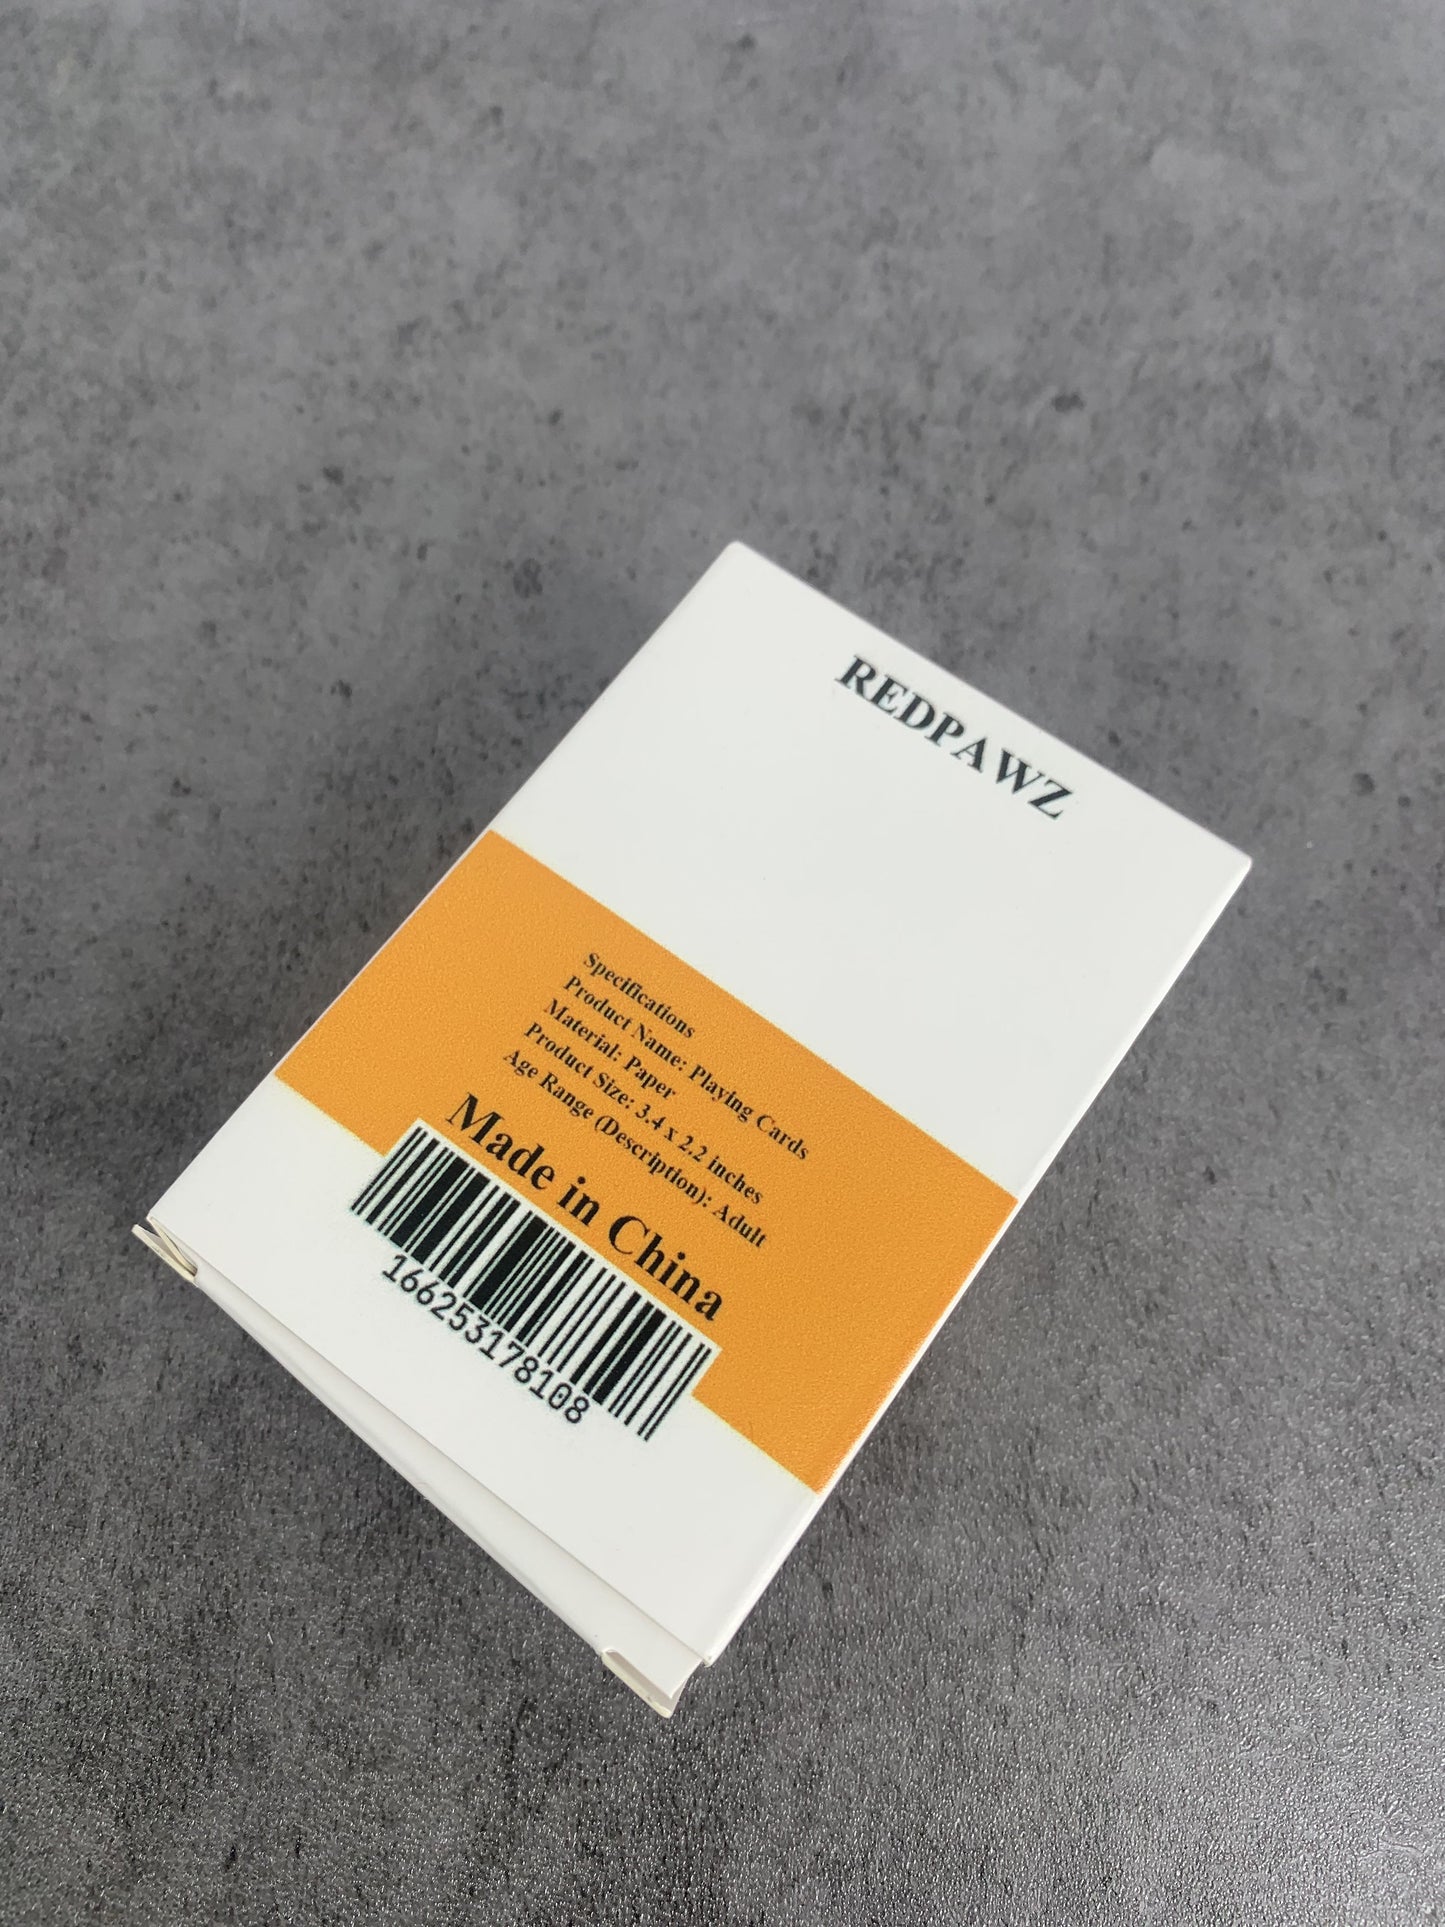 REDPAWZ
Specifications
Product Name: Playing Cards
Material: Paper
Product Size: 3.4 x 2.2 inches
Age Range (Description): Adult
Made in China
166253178108